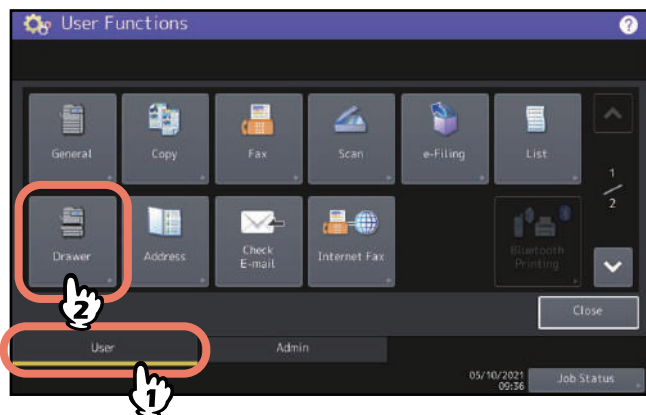 User Functions ?
General Copy Fax Scan e-Filing List
1
2
Drawer Address Check
E-mail Internet Fax Bluetooth
Printing
2
Close
User Admin
1
05/10/2021
09:36 Job Status